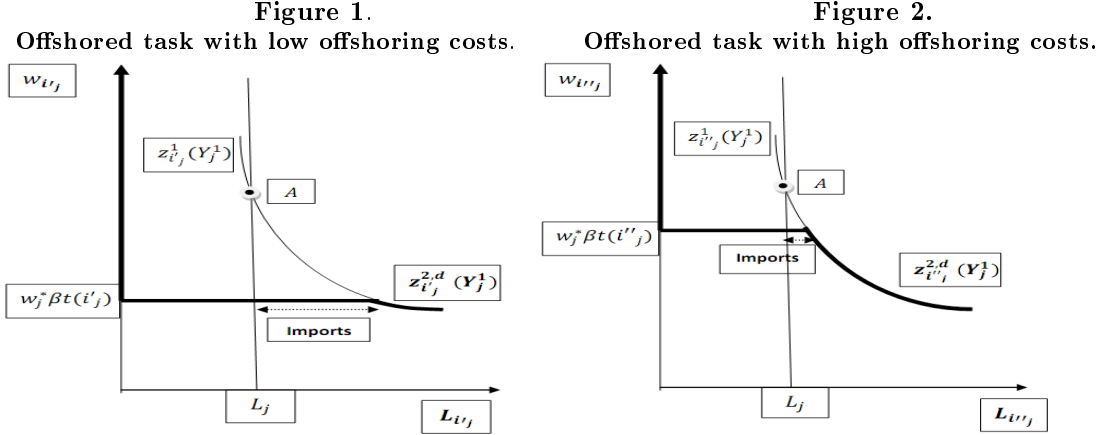 Figure 1.
Offshored task with low offshoring costs.
w_{i'_j}
z^1_{i'_j}(Y^1_j)
A
w^*_j βt(i'_j)
z^{2,d}_{i'_j} (Y^1_j)
Imports
L_j
L_{i'_j}
Figure 2.
Offshored task with high offshoring costs.
w_{i''_j}
z^1_{i''_j}(Y^1_j)
A
w^*_j βt(i''_j)
Imports
z^{2,d}_{i''_j} (Y^1_j)
L_j
L_{i''_j}